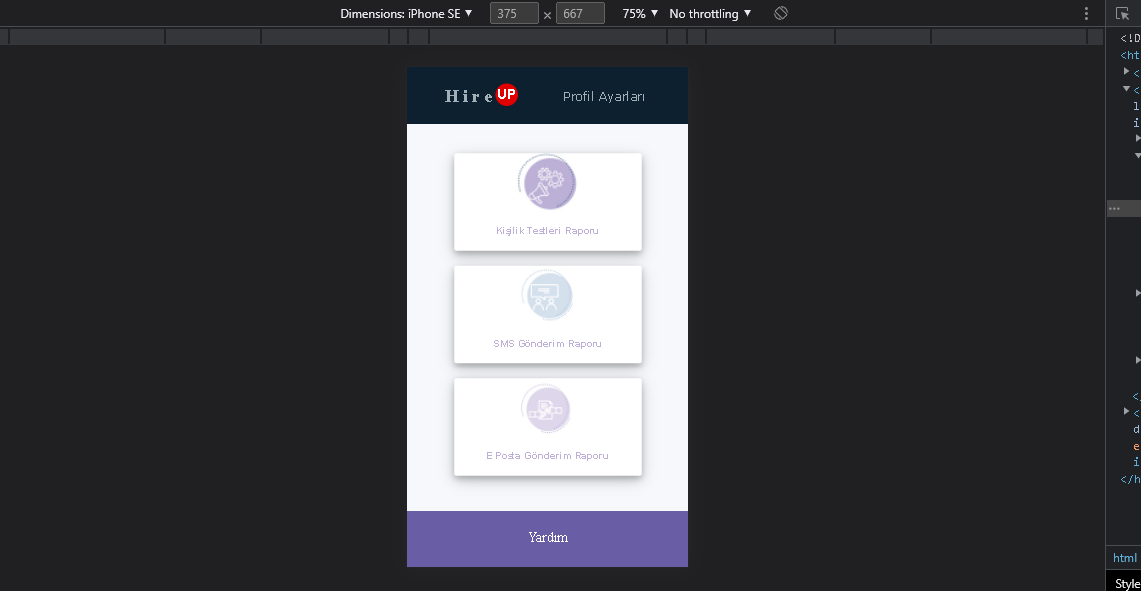 Dimensions: iPhone SE ▼ 375 × 667 75% ▼ No throttling ▼
Hire UP Profil Ayarları
Kişilik Testleri Raporu
SMS Gönderim Raporu
E Posta Gönderim Raporu
Yardım
<!D
<ht
<
<
l
i
...
</
<
d
e
i
</h
html
Style